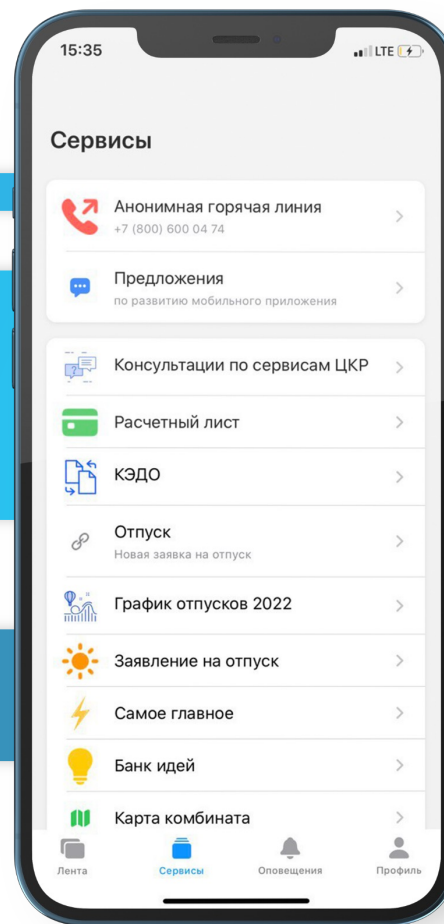 15:35
LTE
Сервисы
Анонимная горячая линия
+7 (800) 600 04 74
Предложения
по развитию мобильного приложения
Консультации по сервисам ЦКР
Расчетный лист
КЭДО
Отпуск
Новая заявка на отпуск
График отпусков 2022
Заявление на отпуск
Самое главное
Банк идей
Карта комбината
Лента
Сервисы
Оповещения
Профиль